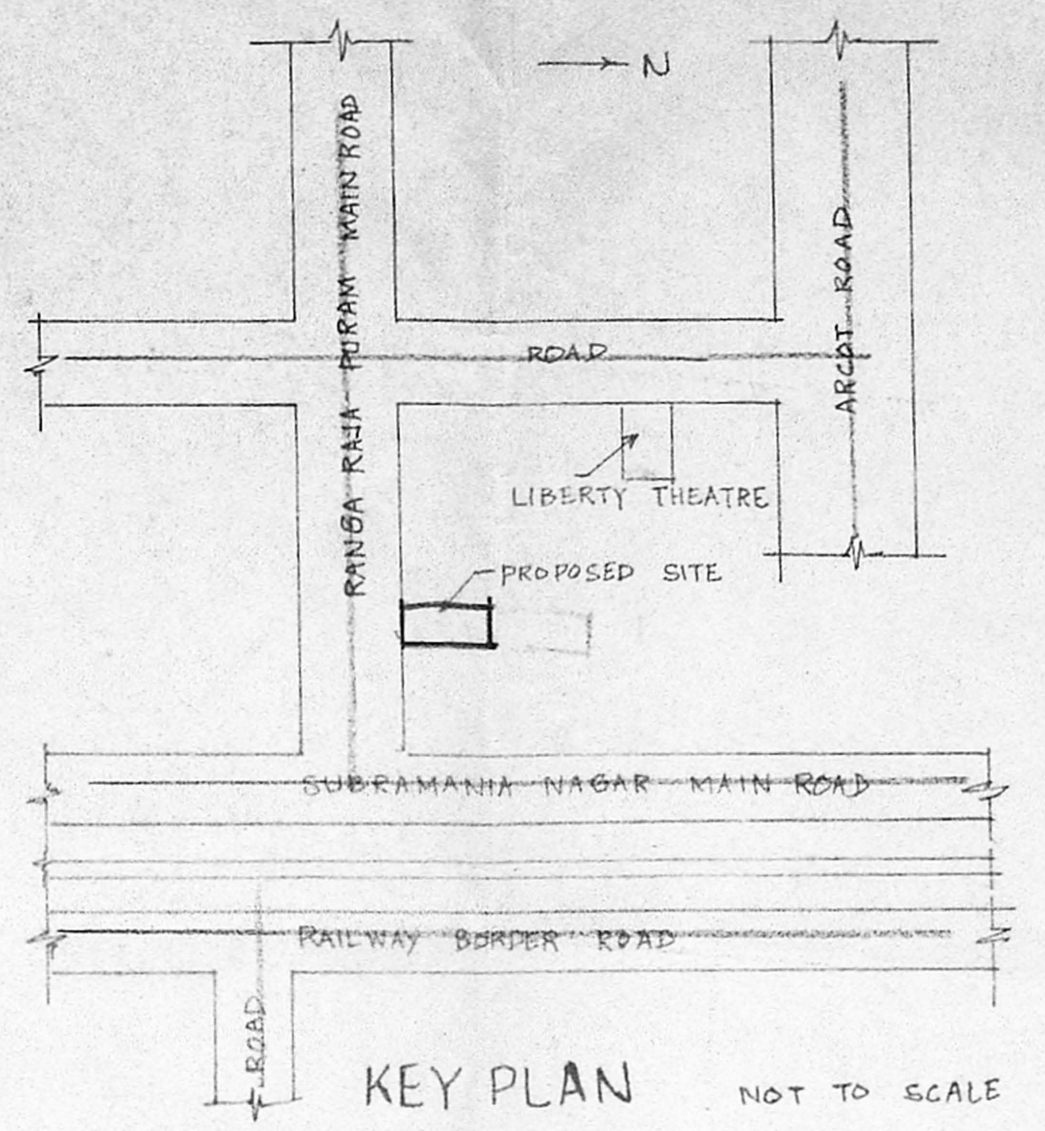 N
RANGA RAJA PURAM MAIN ROAD
ARCOT ROAD
ROAD
LIBERTY THEATRE
PROPOSED SITE
SUBRAMANIA NAGAR MAIN ROAD
RAILWAY BORDER ROAD
ROAD
KEY PLAN
NOT TO SCALE